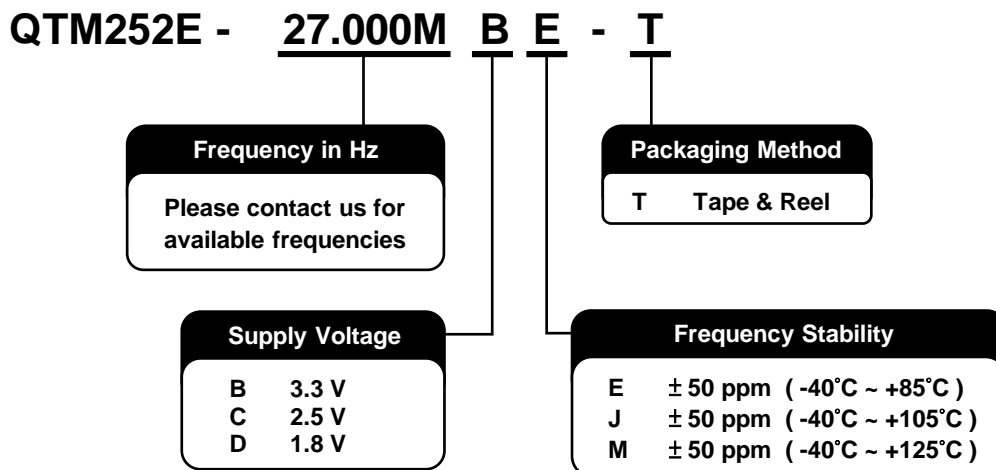 QTM252E - 27.000M B E - T
Frequency in Hz
Please contact us for
available frequencies
Packaging Method
T Tape & Reel
Supply Voltage
B 3.3 V
C 2.5 V
D 1.8 V
Frequency Stability
E ±50 ppm ( -40°C ~ +85°C )
J ±50 ppm ( -40°C ~ +105°C )
M ±50 ppm ( -40°C ~ +125°C )